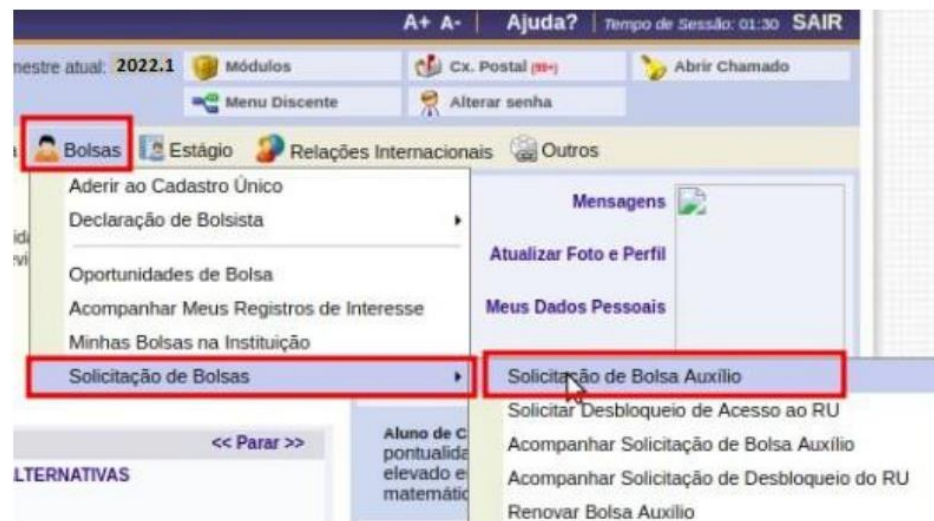 A+ A- | Ajuda? | Tempo de Sessão: 01:30 SAIR
mestre atual: 2022.1 Módulos Cx. Postal (99+) Abrir Chamado
Menu Discente Alterar senha
Bolsas Estágio Relações Internacionais Outros
Aderir ao Cadastro Único
Declaração de Bolsista
Oportunidades de Bolsa
Acompanhar Meus Registros de Interesse
Minhas Bolsas na Instituição
Solicitação de Bolsas
Mensagens
Atualizar Foto e Perfil
Meus Dados Pessoais
Solicitação de Bolsa Auxílio
Solicitar Desbloqueio de Acesso ao RU
Acompanhar Solicitação de Bolsa Auxílio
Acompanhar Solicitação de Desbloqueio do RU
Renovar Bolsa Auxílio
<< Parar >>
LTERNATIVAS
Aluno de C
pontualida
elevado e
matemátic